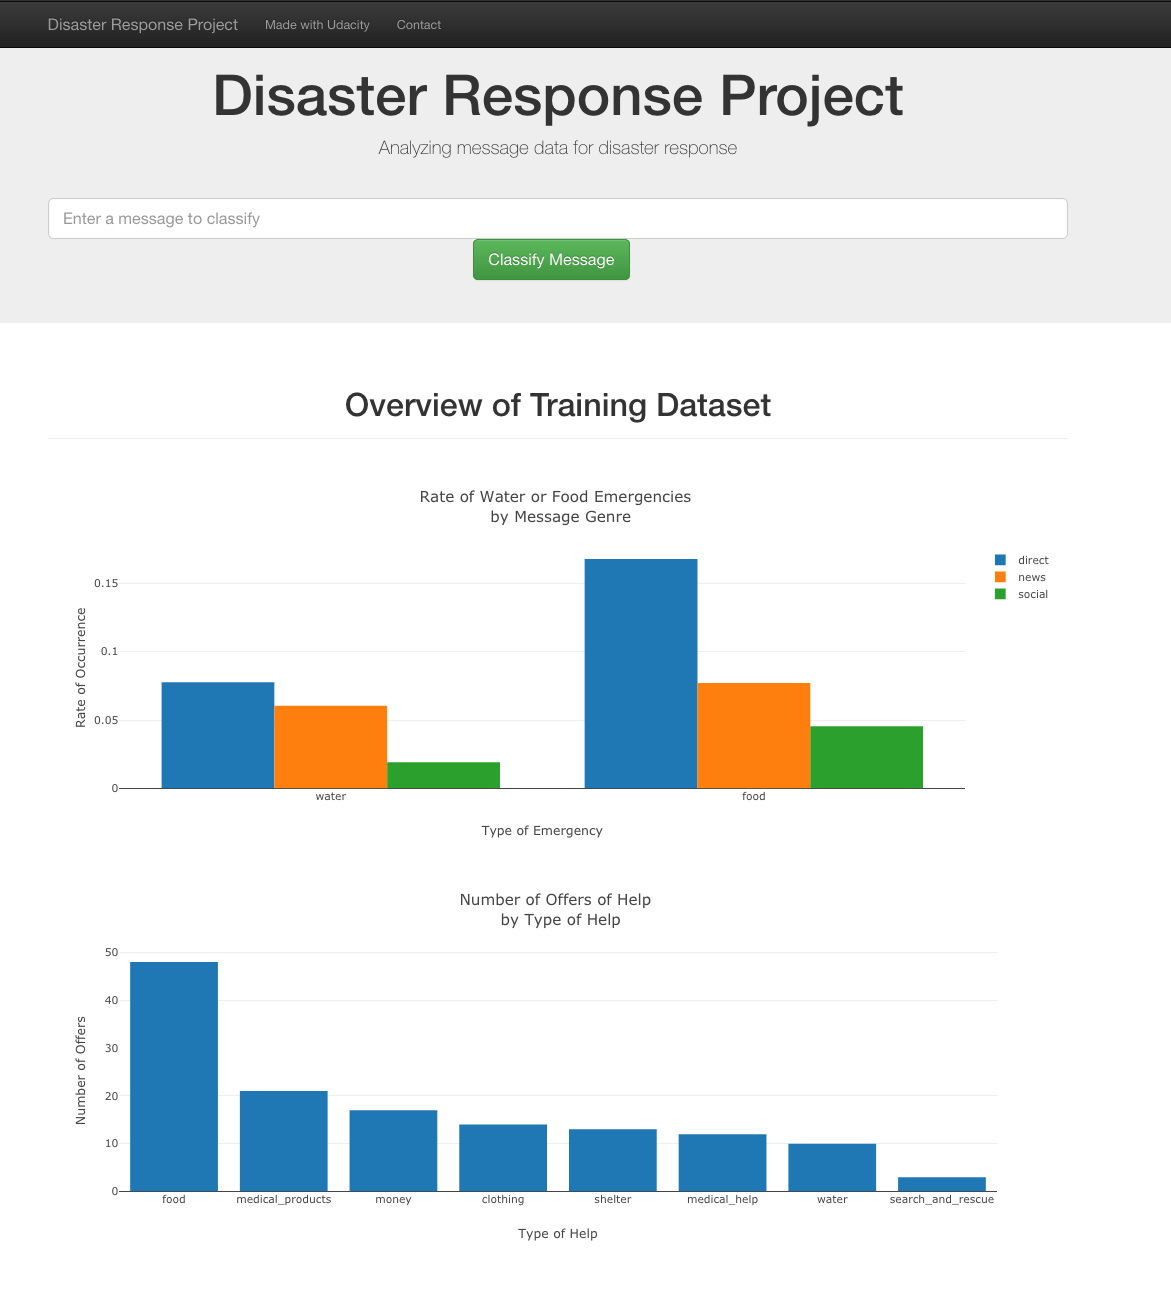 Disaster Response Project Made with Udacity Contact
Disaster Response Project
Analyzing message data for disaster response
Enter a message to classify
Classify Message
Overview of Training Dataset
Rate of Water or Food Emergencies
by Message Genre
direct
news
social
0.15
0.1
0.05
0
Rate of Occurrence
water food
Type of Emergency
Number of Offers of Help
by Type of Help
50
40
30
20
10
0
Number of Offers
food medical_products money clothing shelter medical_help water search_and_rescue
Type of Help